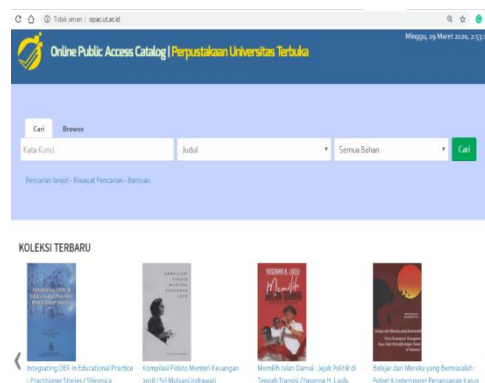 Tidak aman | opac.ut.ac.id
Online Public Access Catalog | Perpustakaan Universitas Terbuka
Minggu, 29 Maret 2020, 2:53:
Cari Browse
Kata Kunci Judul Semua Bahan Cari
Pencarian lanjut - Riwayat Pencarian - Bantuan
KOLEKSI TERBARU
Integrating OER in Educational Practice
: Practitioner Stories / Shironica
Kompilasi Pidato Menteri Keuangan
2018 / Sri Mulyani Indrawati
Memilih Jalan Damai : Jejak Politik di
Tengah Transisi / Yasonna H. Laoly
Belajar dari Mereka yang Bermasalah :
Potret Kontemporer Penanganan Kasus